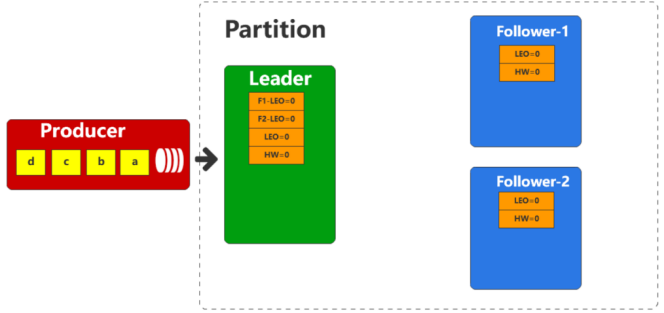 Partition
Producer
d c b a
Leader
F1-LEO=0
F2-LEO=0
LEO=0
HW=0
Follower-1
LEO=0
HW=0
Follower-2
LEO=0
HW=0